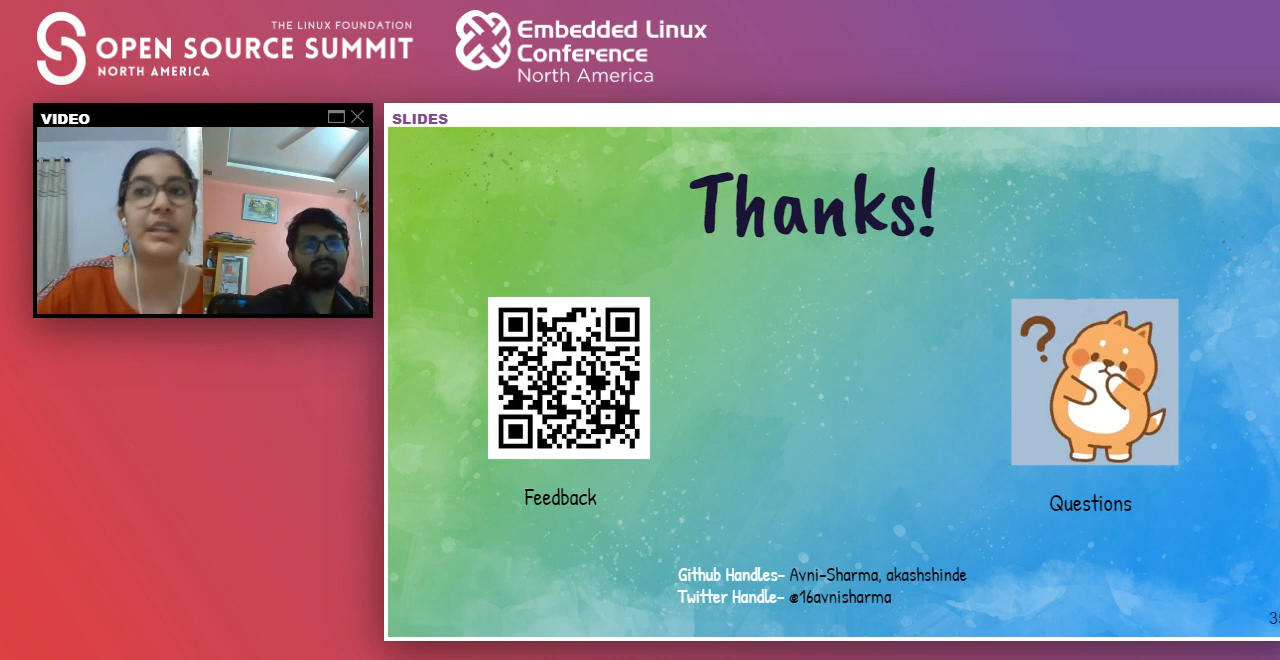 THE LINUX FOUNDATION
OPEN SOURCE SUMMIT
NORTH AMERICA
Embedded Linux
Conference
North America
VIDEO
SLIDES
Thanks!
?
Feedback
Questions
Github Handles- Avni-Sharma, akashshinde
Twitter Handle- @16avnisharma